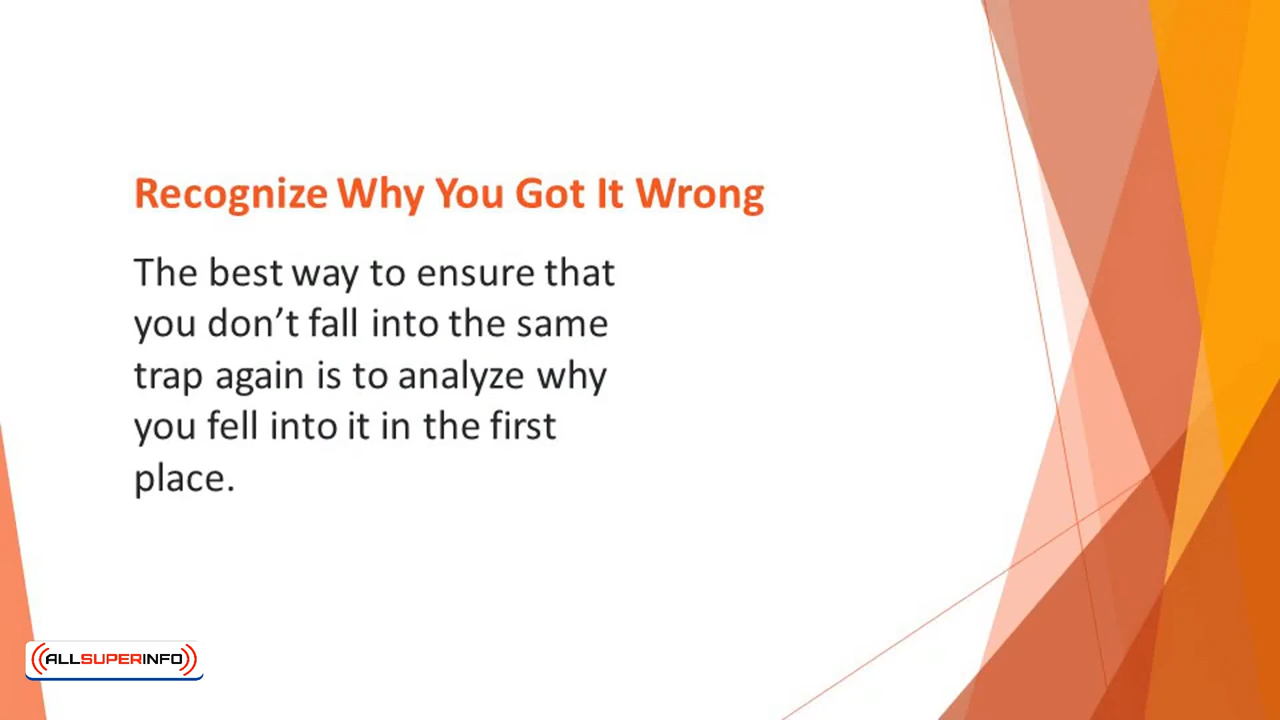 Recognize Why You Got It Wrong
The best way to ensure that
you don’t fall into the same
trap again is to analyze why
you fell into it in the first
place.
ALLSUPERINFO